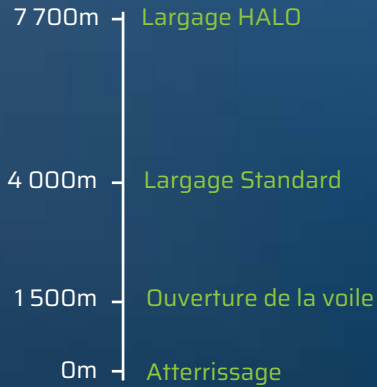 7 700m Largage HALO
4 000m Largage Standard
1 500m Ouverture de la voile
0m Atterrissage